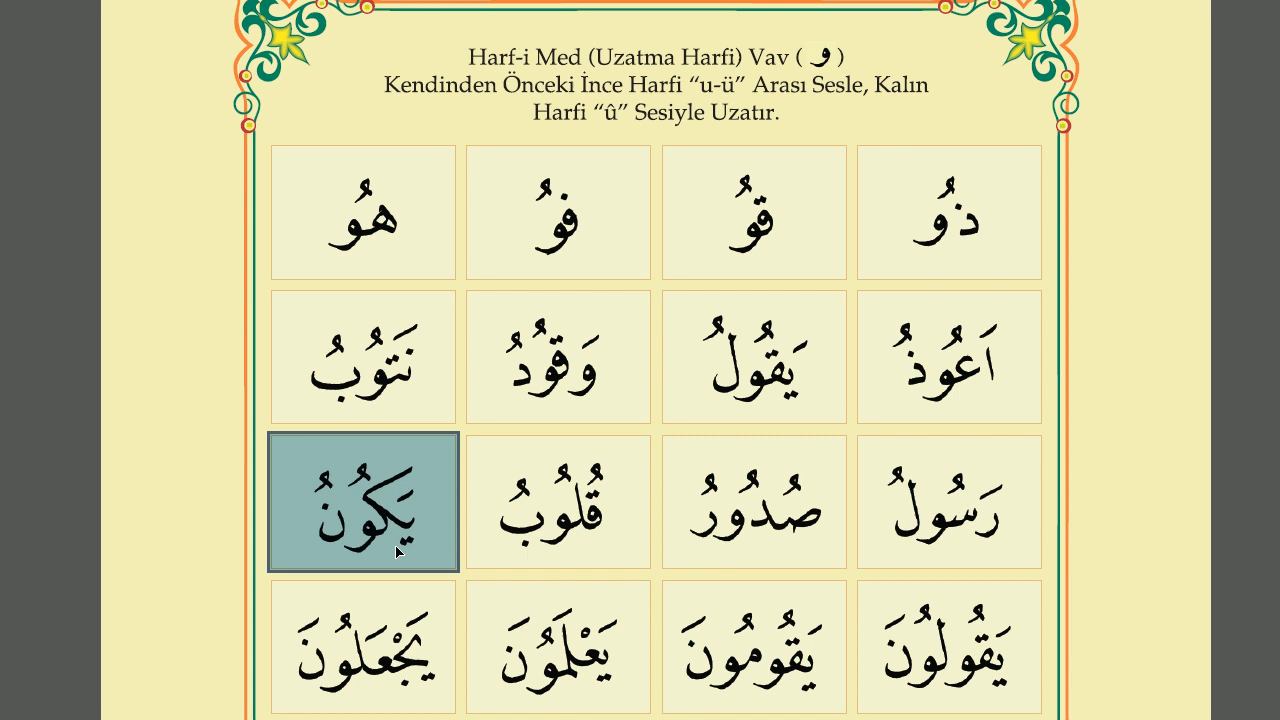 Harf-i Med (Uzatma Harfi) Vav ( و )
Kendinden Önceki İnce Harfi “u-ü” Arası Sesle, Kalın
Harfi “û” Sesiyle Uzatır.
ذُو قُو فُو هُو
اَعُوذُ يَقُولُ وَقُودُ نَتُوبُ
رَسُولُ صُدُورُ قُلُوبُ يَكُونُ
يَقُولُونَ يَقُومُونَ يَعْلَمُونَ يَجْعَلُونَ